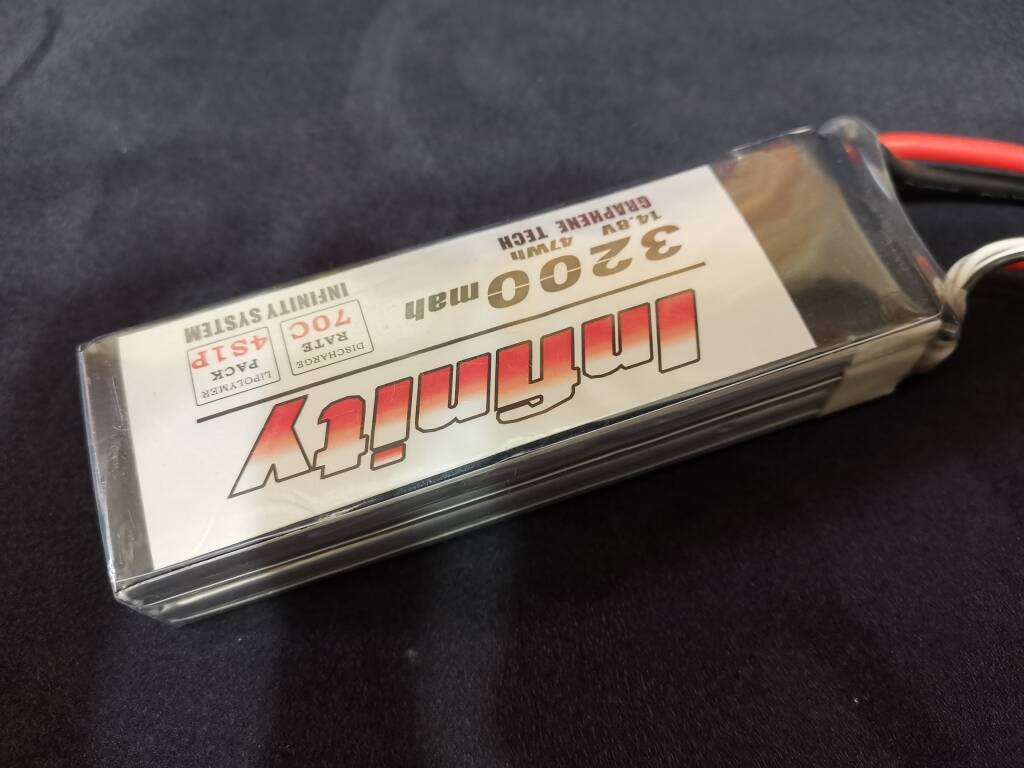 Infinity
3200mah
14.8V
47Wh
GRAPHENE TECH
DISCHARGE
RATE
70C
LiPOLYMER
PACK
4S1P
INFINITY SYSTEM